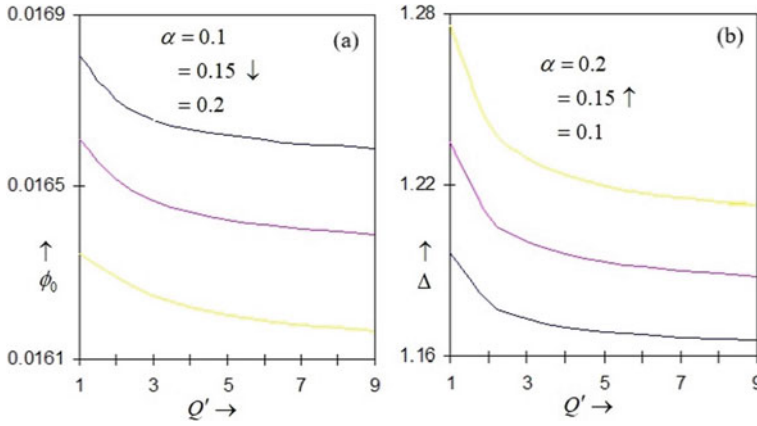 0.0169
α = 0.1
= 0.15 ↓
= 0.2
(a)
0.0165
↑
ϕ₀
0.0161
1 3 5 7 9
Q′ →
1.28
(b)
α = 0.2
= 0.15 ↑
= 0.1
1.22
↑
Δ
1.16
1 3 5 7 9
Q′ →